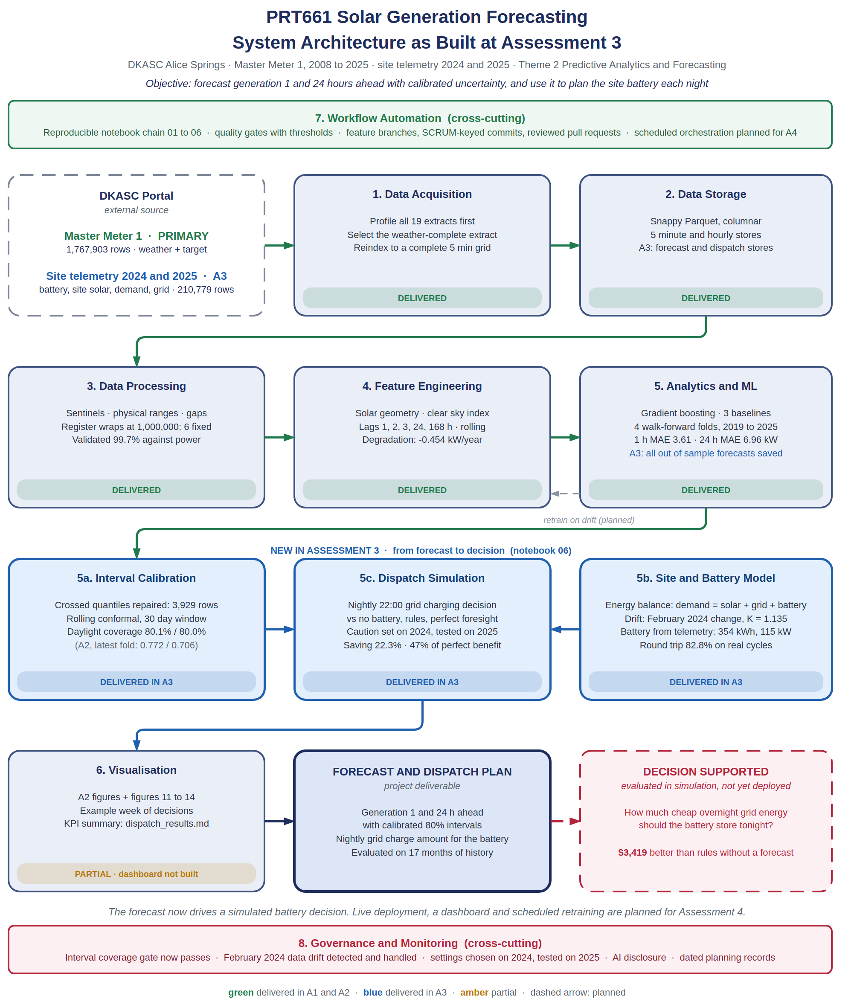 PRT661 Solar Generation Forecasting
System Architecture as Built at Assessment 3
DKASC Alice Springs · Master Meter 1, 2008 to 2025 · site telemetry 2024 and 2025 · Theme 2 Predictive Analytics and Forecasting
Objective: forecast generation 1 and 24 hours ahead with calibrated uncertainty, and use it to plan the site battery each night
7. Workflow Automation (cross-cutting)
Reproducible notebook chain 01 to 06 · quality gates with thresholds · feature branches, SCRUM-keyed commits, reviewed pull requests · scheduled orchestration planned for A4
DKASC Portal
external source
Master Meter 1 · PRIMARY
1,767,903 rows · weather + target
Site telemetry 2024 and 2025 · A3
battery, site solar, demand, grid · 210,779 rows
1. Data Acquisition
Profile all 19 extracts first
Select the weather-complete extract
Reindex to a complete 5 min grid
DELIVERED
2. Data Storage
Snappy Parquet, columnar
5 minute and hourly stores
A3: forecast and dispatch stores
DELIVERED
3. Data Processing
Sentinels · physical ranges · gaps
Register wraps at 1,000,000: 6 fixed
Validated 99.7% against power
DELIVERED
4. Feature Engineering
Solar geometry · clear sky index
Lags 1, 2, 3, 24, 168 h · rolling
Degradation: -0.454 kW/year
DELIVERED
5. Analytics and ML
Gradient boosting · 3 baselines
4 walk-forward folds, 2019 to 2025
1 h MAE 3.61 · 24 h MAE 6.96 kW
A3: all out of sample forecasts saved
DELIVERED
retrain on drift (planned)
NEW IN ASSESSMENT 3 · from forecast to decision (notebook 06)
5a. Interval Calibration
Crossed quantiles repaired: 3,929 rows
Rolling conformal, 30 day window
Daylight coverage 80.1% / 80.0%
(A2, latest fold: 0.772 / 0.706)
DELIVERED IN A3
5c. Dispatch Simulation
Nightly 22:00 grid charging decision
vs no battery, rules, perfect foresight
Caution set on 2024, tested on 2025
Saving 22.3% · 47% of perfect benefit
DELIVERED IN A3
5b. Site and Battery Model
Energy balance: demand = solar + grid + battery
Drift: February 2024 change, K = 1.135
Battery from telemetry: 354 kWh, 115 kW
Round trip 82.8% on real cycles
DELIVERED IN A3
6. Visualisation
A2 figures + figures 11 to 14
Example week of decisions
KPI summary: dispatch_results.md
PARTIAL · dashboard not built
FORECAST AND DISPATCH PLAN
project deliverable
Generation 1 and 24 h ahead
with calibrated 80% intervals
Nightly grid charge amount for the battery
Evaluated on 17 months of history
DECISION SUPPORTED
evaluated in simulation, not yet deployed
How much cheap overnight grid energy
should the battery store tonight?
$3,419 better than rules without a forecast
The forecast now drives a simulated battery decision. Live deployment, a dashboard and scheduled retraining are planned for Assessment 4.
8. Governance and Monitoring (cross-cutting)
Interval coverage gate now passes · February 2024 data drift detected and handled · settings chosen on 2024, tested on 2025 · AI disclosure · dated planning records
green delivered in A1 and A2 · blue delivered in A3 · amber partial · dashed arrow: planned